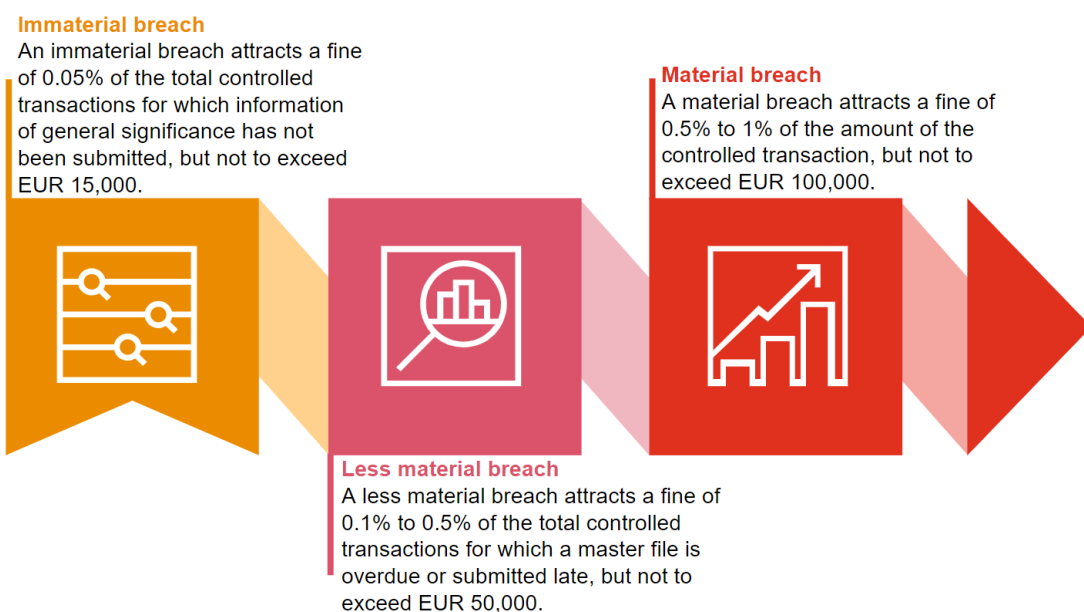 Immaterial breach
An immaterial breach attracts a fine
of 0.05% of the total controlled
transactions for which information
of general significance has not
been submitted, but not to exceed
EUR 15,000.
Material breach
A material breach attracts a fine of
0.5% to 1% of the amount of the
controlled transaction, but not to
exceed EUR 100,000.
Less material breach
A less material breach attracts a fine of
0.1% to 0.5% of the total controlled
transactions for which a master file is
overdue or submitted late, but not to
exceed EUR 50,000.